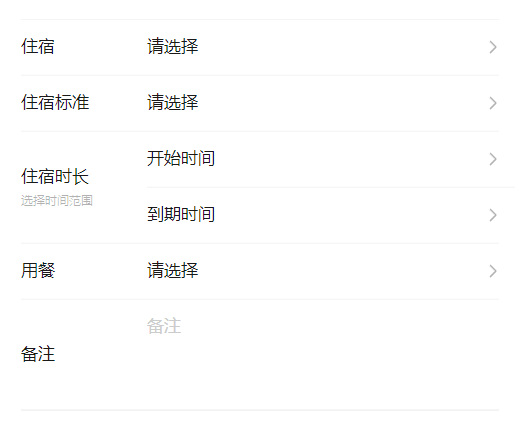 住宿
请选择
住宿标准
请选择
住宿时长
选择时间范围
开始时间
到期时间
用餐
请选择
备注
备注